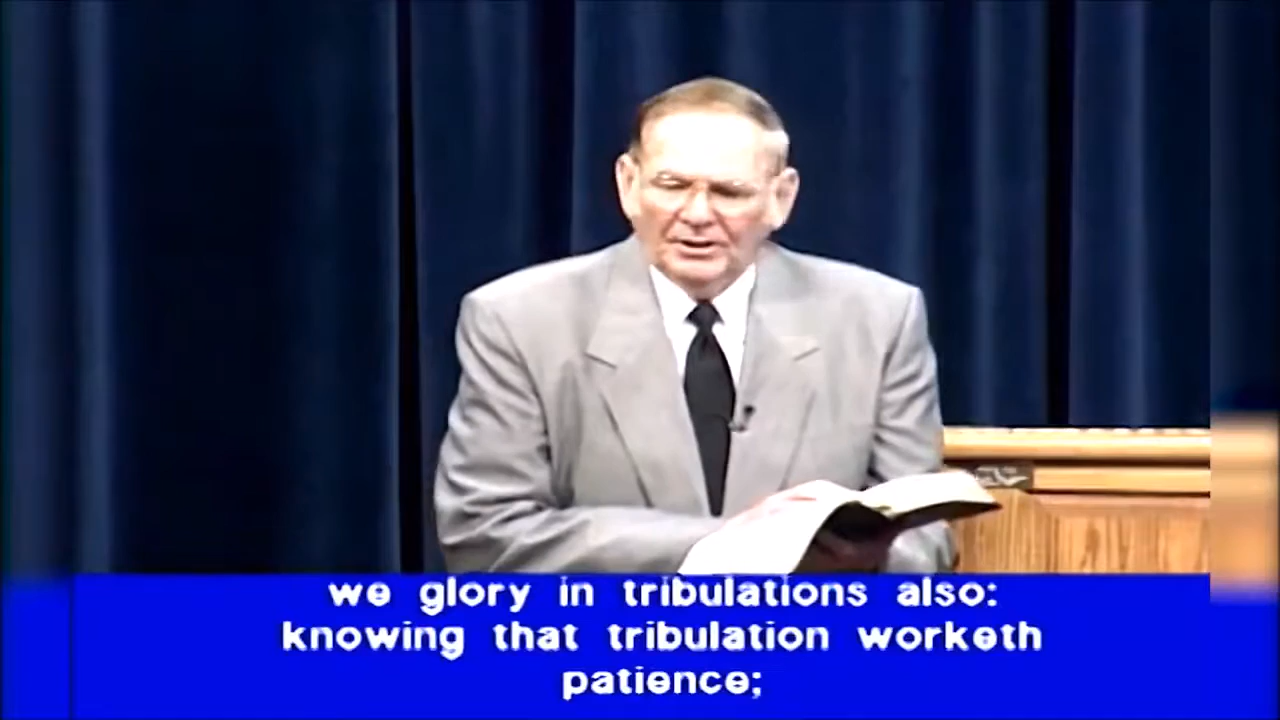 we glory in tribulations also:
knowing that tribulation worketh
patience;